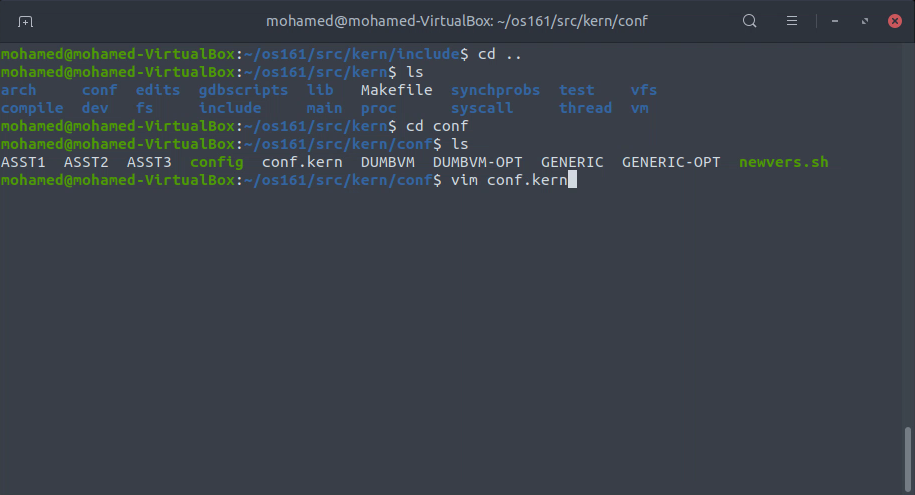 mohamed@mohamed-VirtualBox: ~/os161/src/kern/conf
mohamed@mohamed-VirtualBox:~/os161/src/kern/include$ cd ..
mohamed@mohamed-VirtualBox:~/os161/src/kern$ ls
arch     conf  edits  gdbscripts  lib   Makefile  synchprobs  test    vfs
compile  dev   fs     include     main  proc      syscall     thread  vm
mohamed@mohamed-VirtualBox:~/os161/src/kern$ cd conf
mohamed@mohamed-VirtualBox:~/os161/src/kern/conf$ ls
ASST1  ASST2  ASST3  config  conf.kern  DUMBVM  DUMBVM-OPT  GENERIC  GENERIC-OPT  newvers.sh
mohamed@mohamed-VirtualBox:~/os161/src/kern/conf$ vim conf.kern